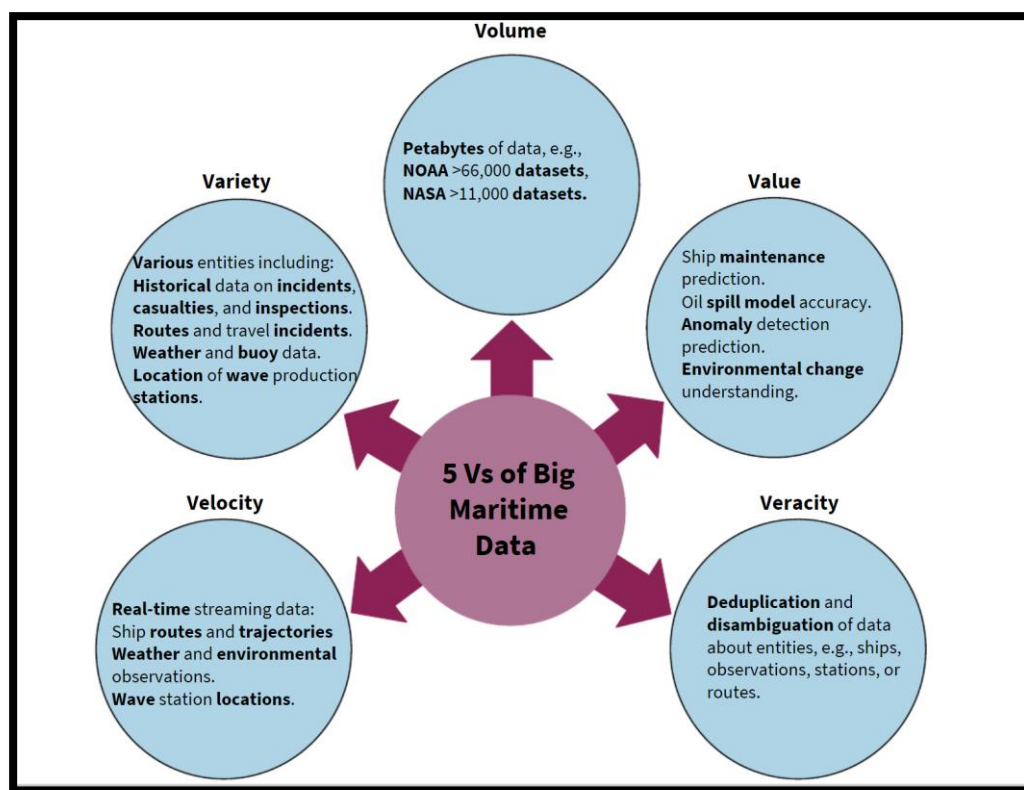 Volume
Petabytes of data, e.g.,
NOAA >66,000 datasets,
NASA >11,000 datasets.
Variety
Various entities including:
Historical data on incidents,
casualties, and inspections.
Routes and travel incidents.
Weather and buoy data.
Location of wave production
stations.
Value
Ship maintenance
prediction.
Oil spill model accuracy.
Anomaly detection
prediction.
Environmental change
understanding.
5 Vs of Big
Maritime
Data
Velocity
Real-time streaming data:
Ship routes and trajectories
Weather and environmental
observations.
Wave station locations.
Veracity
Deduplication and
disambiguation of data
about entities, e.g., ships,
observations, stations, or
routes.